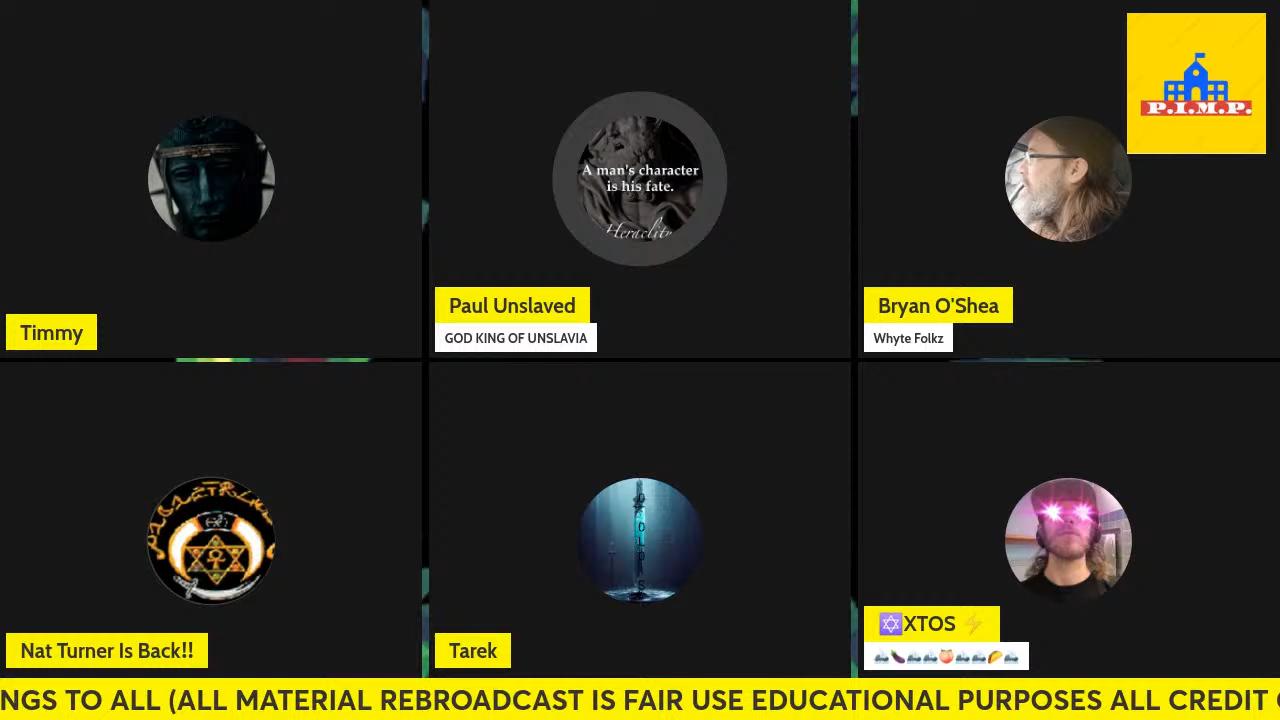 P.I.M.P.
A man's character
is his fate.
Timmy
Paul Unslaved
GOD KING OF UNSLAVIA
Bryan O'Shea
Whyte Folkz
Nat Turner Is Back!!
Tarek
✡️XTOS ⚡
NGS TO ALL (ALL MATERIAL REBROADCAST IS FAIR USE EDUCATIONAL PURPOSES ALL CREDIT